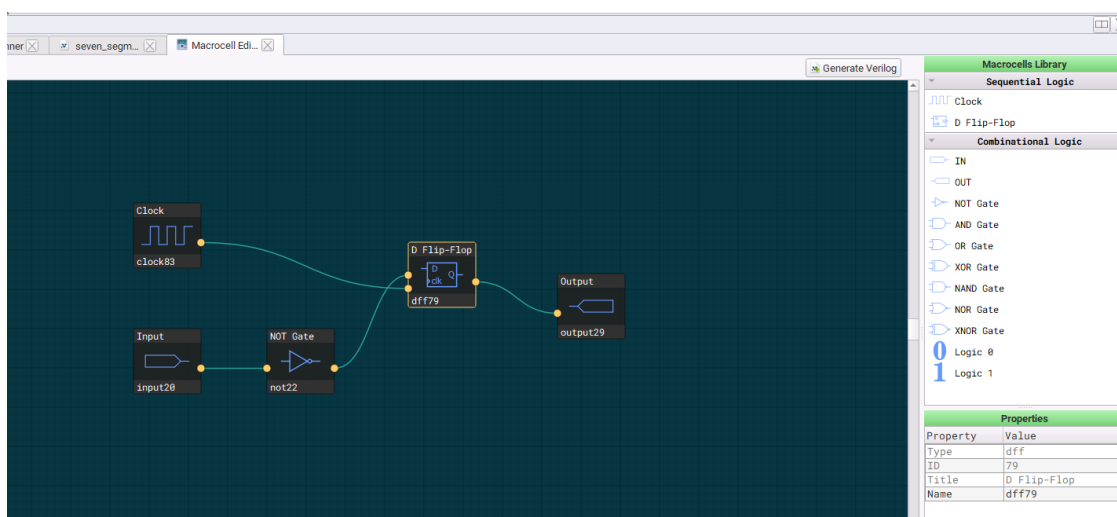 nner
seven_segm...
Macrocell Edi...
Generate Verilog
Macrocells Library
Sequential Logic
Clock
D Flip-Flop
Combinational Logic
IN
OUT
NOT Gate
AND Gate
OR Gate
XOR Gate
NAND Gate
NOR Gate
XNOR Gate
0 Logic 0
1 Logic 1
Clock
clock83
D Flip-Flop
D Q
clk
dff79
Output
output29
Input
input20
NOT Gate
not22
Properties
Property Value
Type dff
ID 79
Title D Flip-Flop
Name dff79